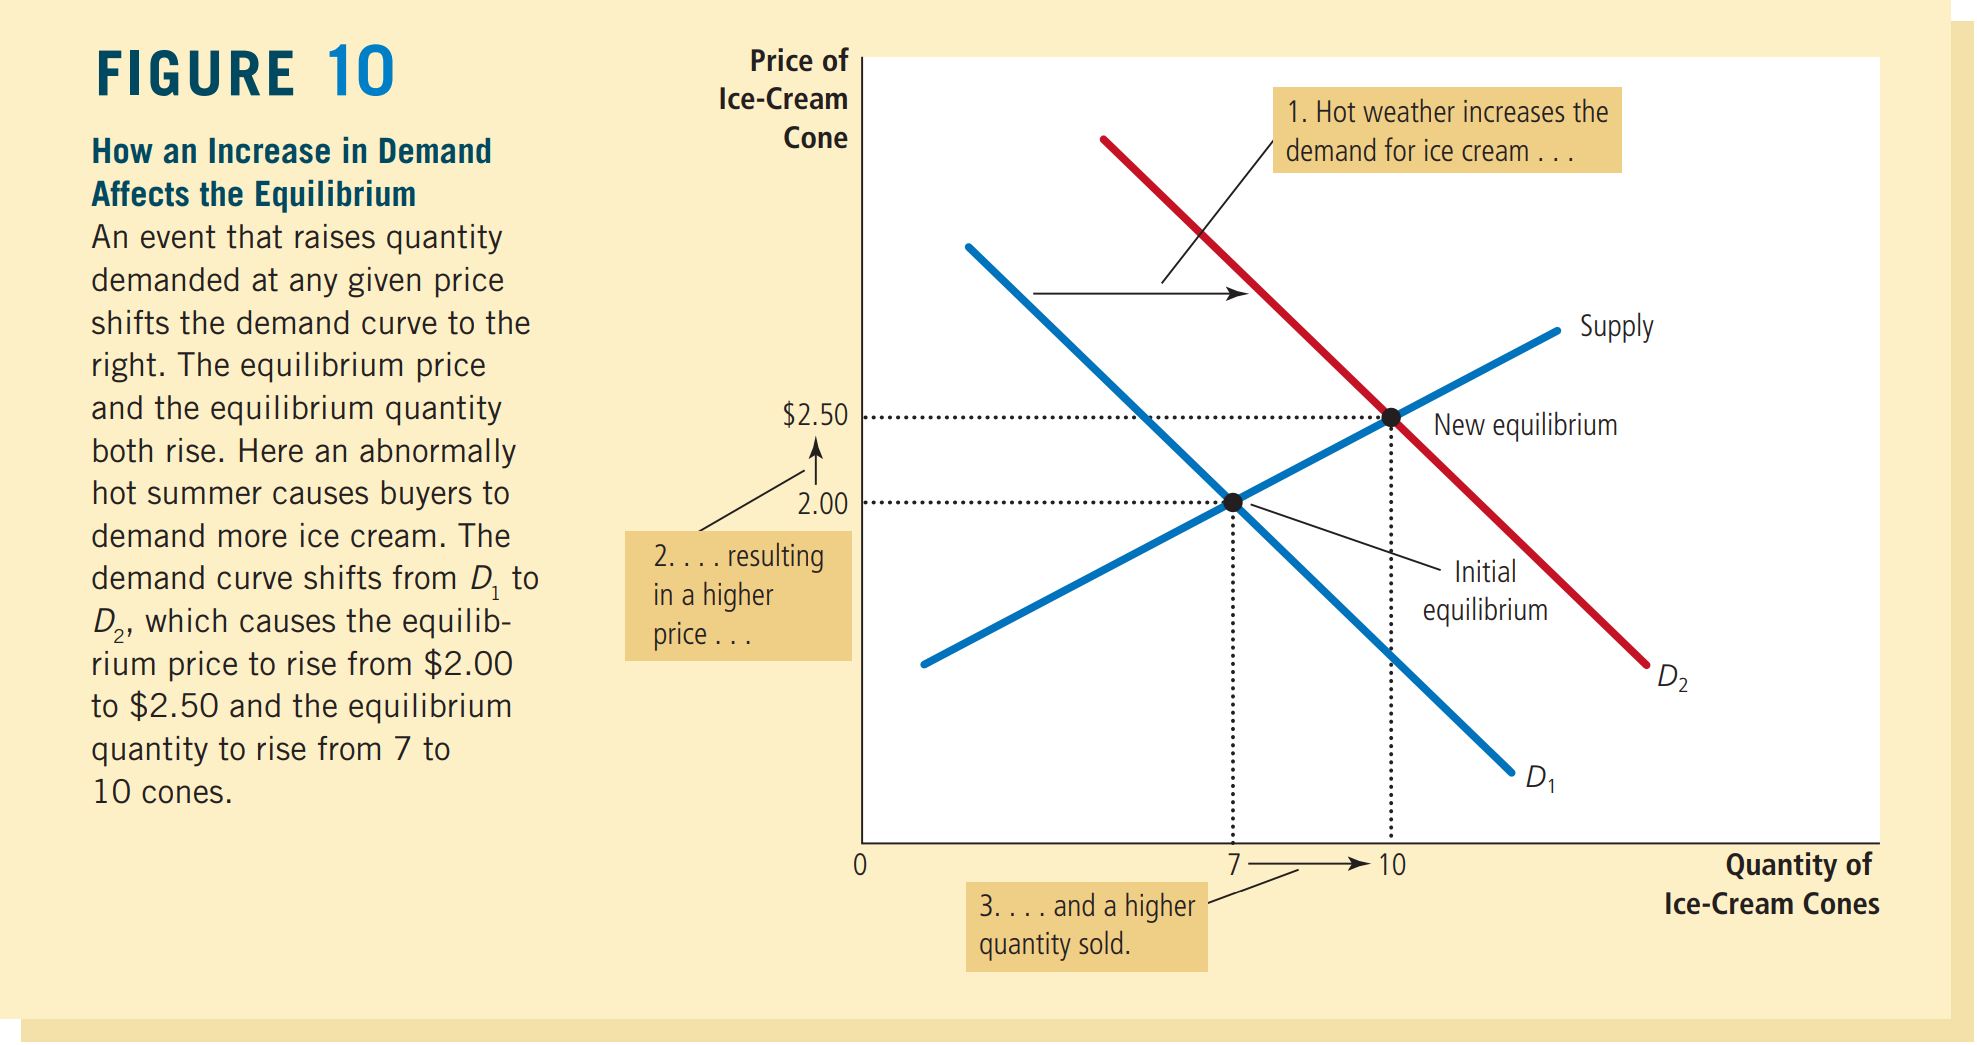 FIGURE 10
How an Increase in Demand
Affects the Equilibrium
An event that raises quantity
demanded at any given price
shifts the demand curve to the
right. The equilibrium price
and the equilibrium quantity
both rise. Here an abnormally
hot summer causes buyers to
demand more ice cream. The
demand curve shifts from D₁ to
D₂, which causes the equilib-
rium price to rise from $2.00
to $2.50 and the equilibrium
quantity to rise from 7 to
10 cones.
Price of
Ice-Cream
Cone
1. Hot weather increases the
demand for ice cream . . .
Supply
$2.50
New equilibrium
2.00
2. . . . resulting
in a higher
price . . .
Initial
equilibrium
D₂
D₁
0
7
10
Quantity of
Ice-Cream Cones
3. . . . and a higher
quantity sold.